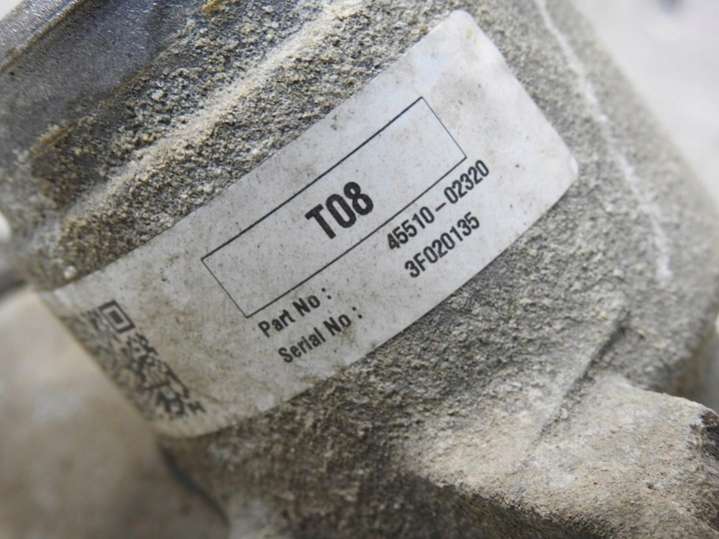 T08
Part No : 45510-02320
Serial No : 3F020135